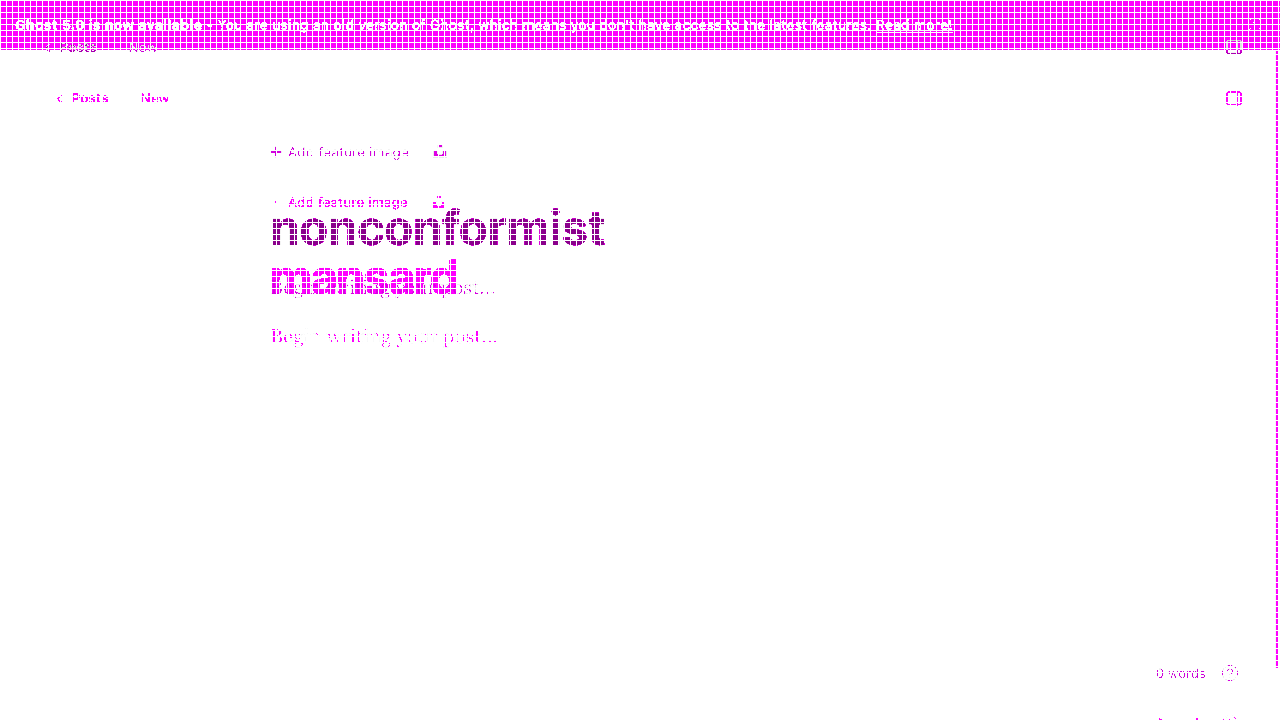 Ghost 5.0 is now available - You are using an old version of Ghost, which means you don't have access to the latest features. Read more!
Posts New
Posts New
Add feature image
Add feature image
nonconformist
mansard
Begin writing your post...
Begin writing your post...
0 words